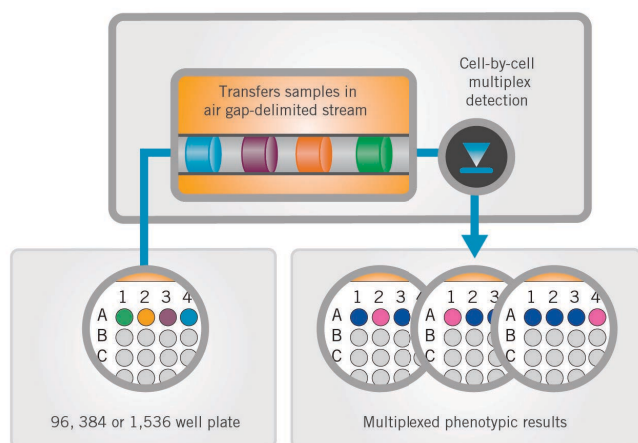 Transfers samples in
air gap-delimited stream
Cell-by-cell
multiplex
detection
1 2 3 4
A
B
C
96, 384 or 1,536 well plate
1 2 3 4
A
B
C
1 2 3
A
B
C
1 2 3 4
A
B
C
Multiplexed phenotypic results